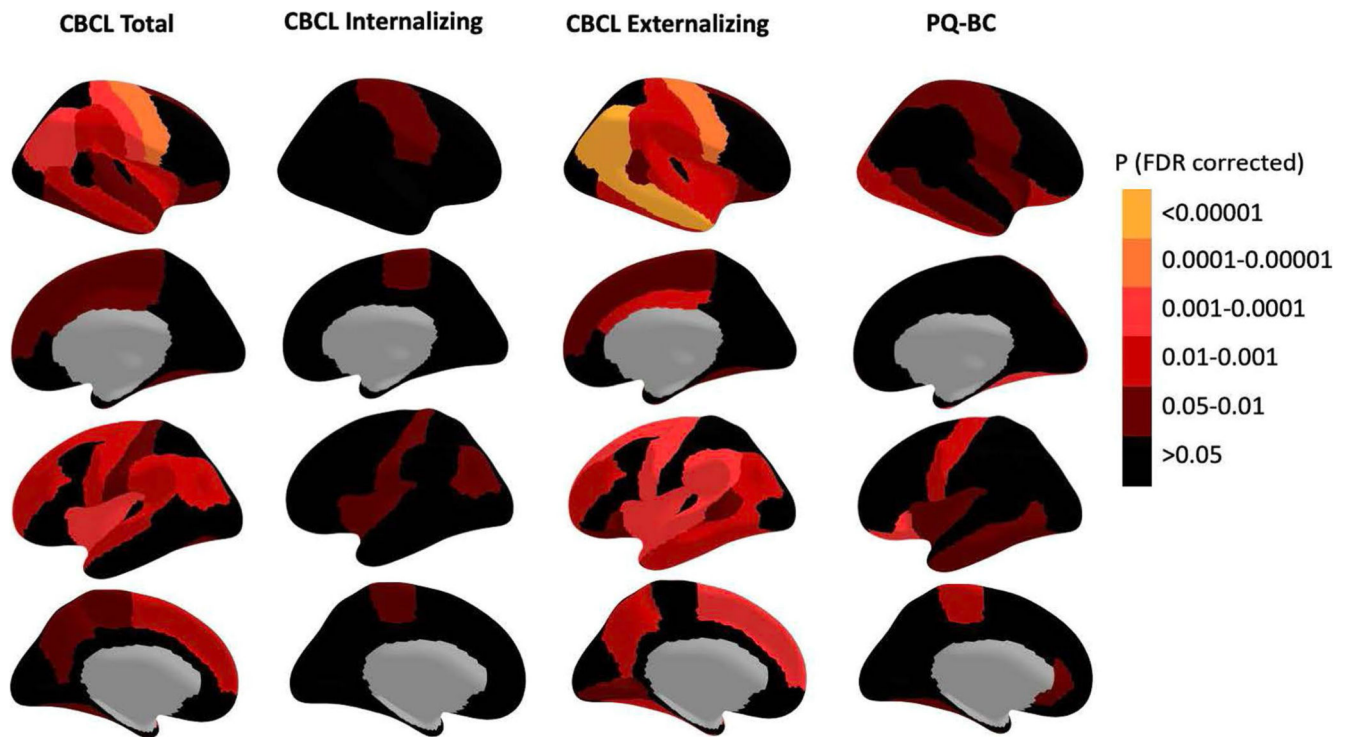 CBCL Total
CBCL Internalizing
CBCL Externalizing
PQ-BC
P (FDR corrected)
<0.00001
0.0001-0.00001
0.001-0.0001
0.01-0.001
0.05-0.01
>0.05